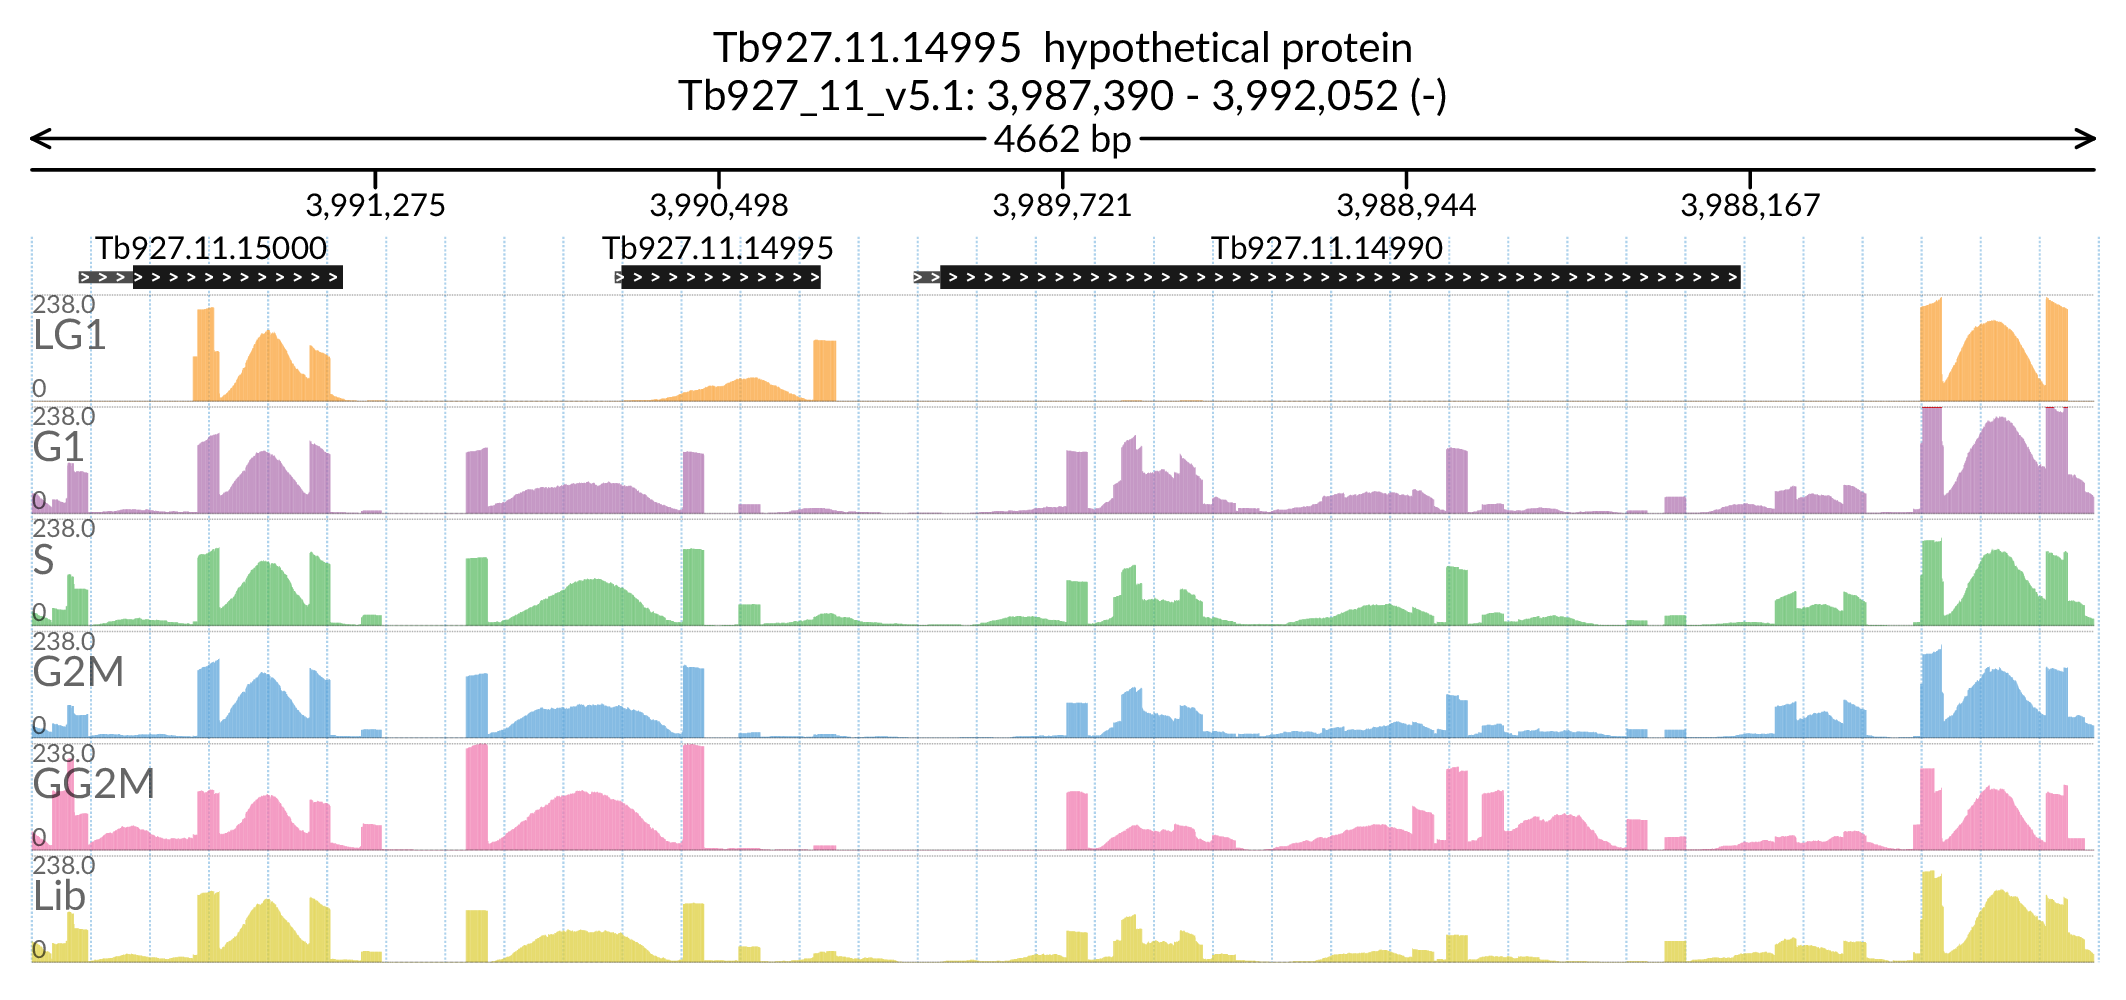 Tb927.11.14995 hypothetical protein
Tb927_11_v5.1: 3,987,390 - 3,992,052 (-)
4662 bp
3,991,275 3,990,498 3,989,721 3,988,944 3,988,167
Tb927.11.15000 Tb927.11.14995 Tb927.11.14990
238.0
LG1
0
238.0
G1
0
238.0
S
0
238.0
G2M
0
238.0
GG2M
0
238.0
Lib
0